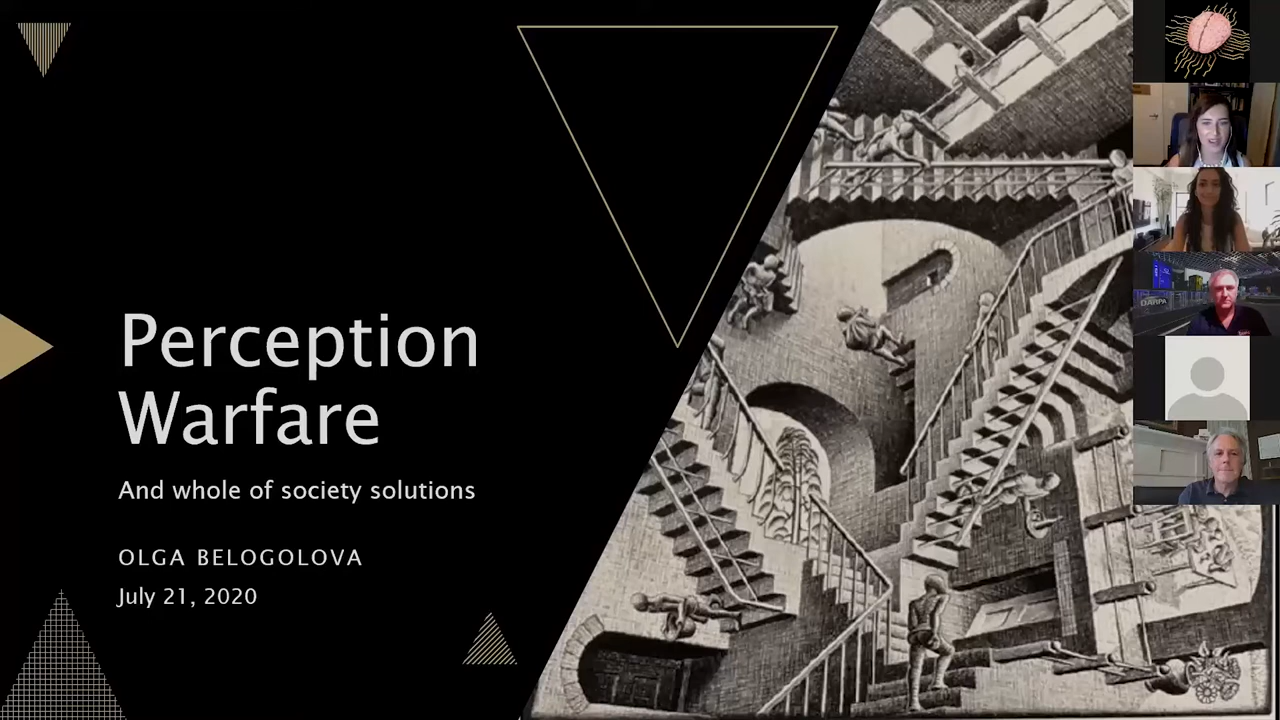 Perception
Warfare
And whole of society solutions
OLGA BELOGOLOVA
July 21, 2020
DARPA